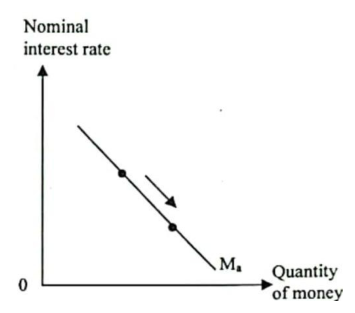 Nominal
interest rate
Mₐ
0
Quantity
of money